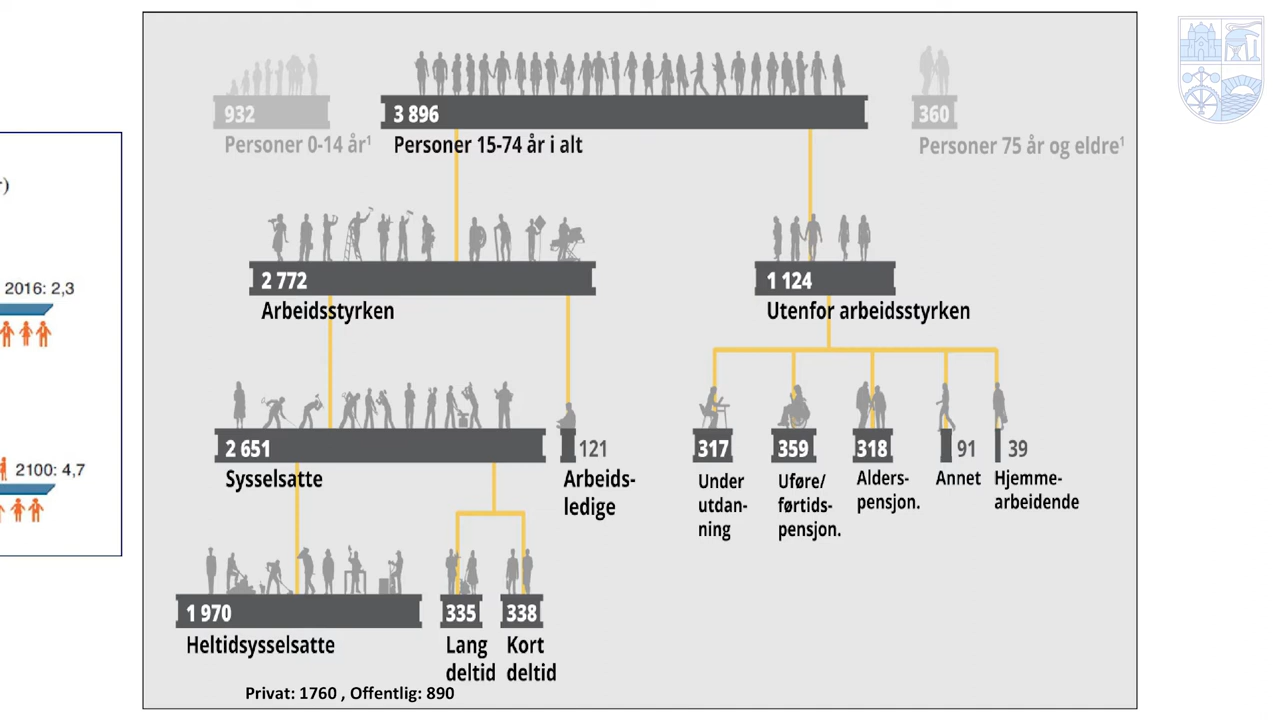 r)
2016: 2,3
2100: 4,7
932
Personer 0-14 år¹
3 896
Personer 15-74 år i alt
360
Personer 75 år og eldre¹
2 772
Arbeidsstyrken
1 124
Utenfor arbeidsstyrken
2 651
Sysselsatte
121
Arbeids-
ledige
317
Under
utdan-
ning
359
Uføre/
førtids-
pensjon.
318
Alders-
pensjon.
91
Annet
39
Hjemme-
arbeidende
1 970
Heltidsysselsatte
335
Lang
deltid
338
Kort
deltid
Privat: 1760 , Offentlig: 890